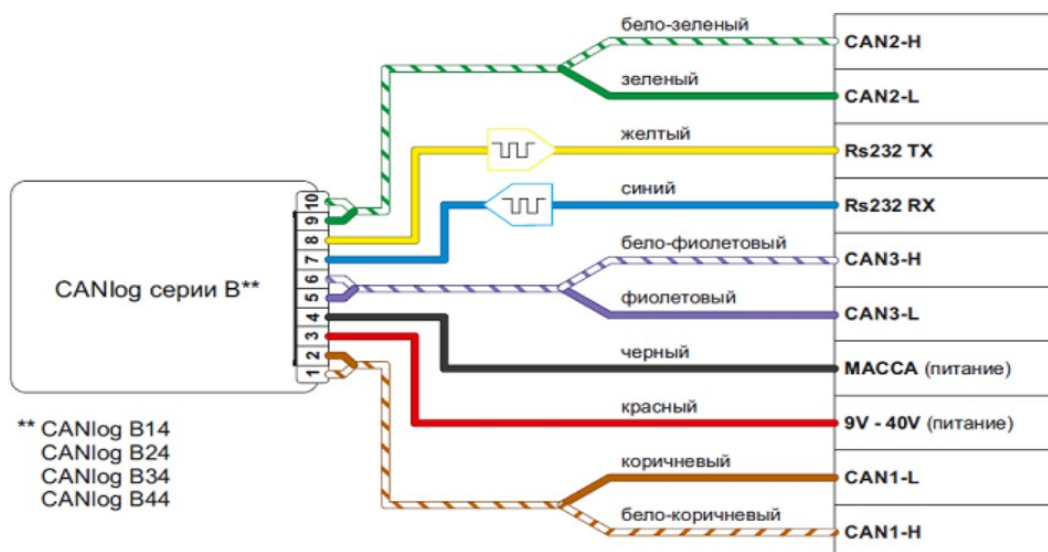 бело-зеленый
CAN2-H
зеленый
CAN2-L
желтый
Rs232 TX
синий
Rs232 RX
бело-фиолетовый
CAN3-H
фиолетовый
CAN3-L
черный
МАССА (питание)
красный
9V - 40V (питание)
коричневый
CAN1-L
бело-коричневый
CAN1-H
CANlog серии B**
10
9
8
7
6
5
4
3
2
1
** CANlog B14
CANlog B24
CANlog B34
CANlog B44